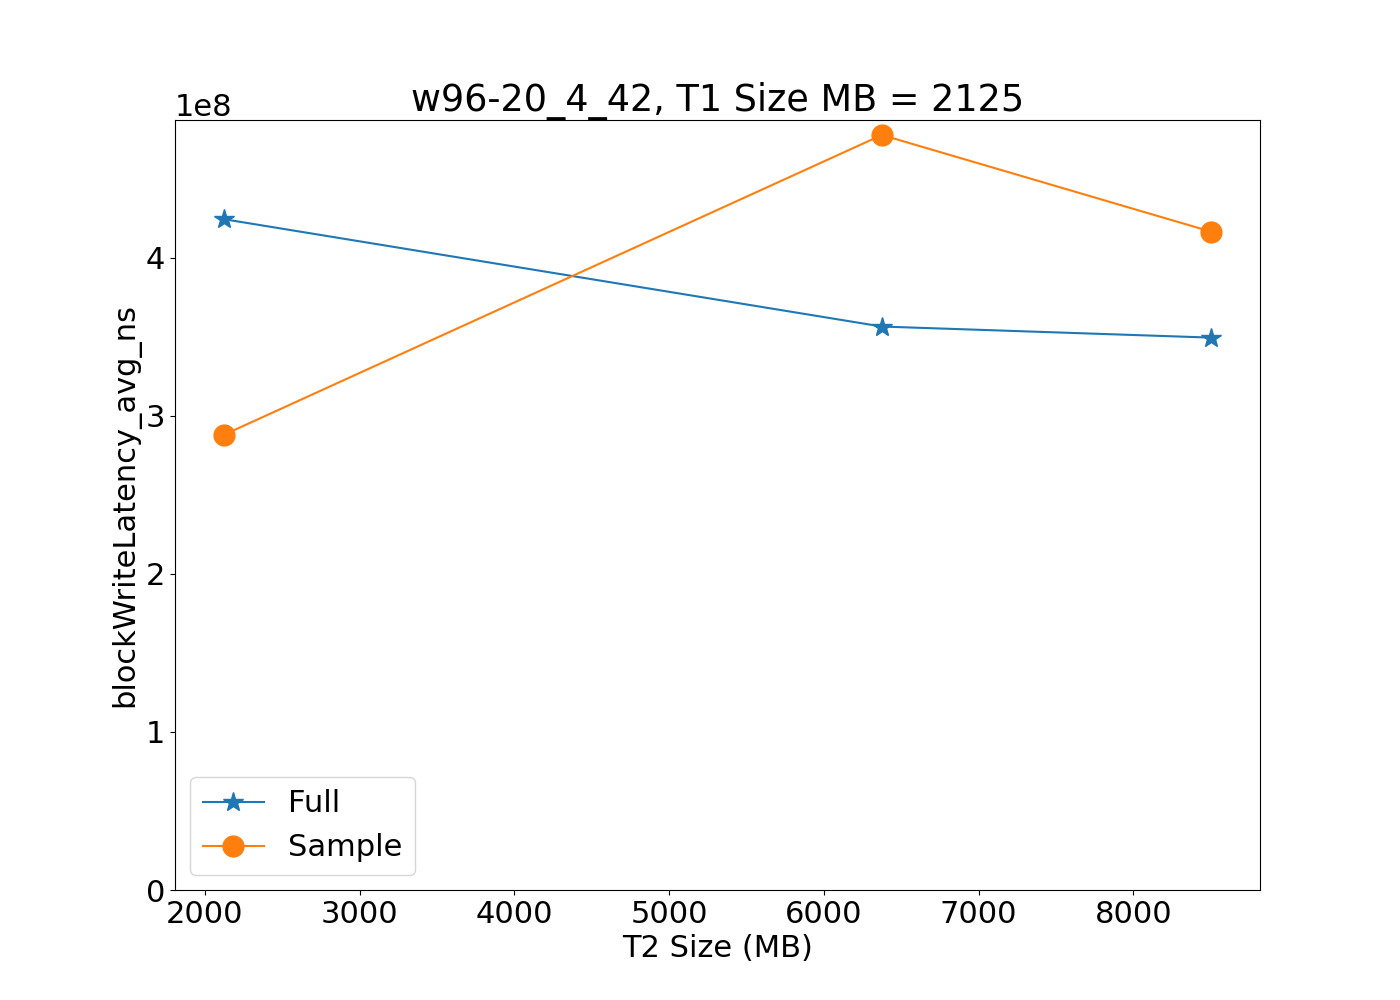 w96-20_4_42, T1 Size MB = 2125
1e8
blockWriteLatency_avg_ns
4
3
2
1
0
Full
Sample
2000 3000 4000 5000 6000 7000 8000
T2 Size (MB)